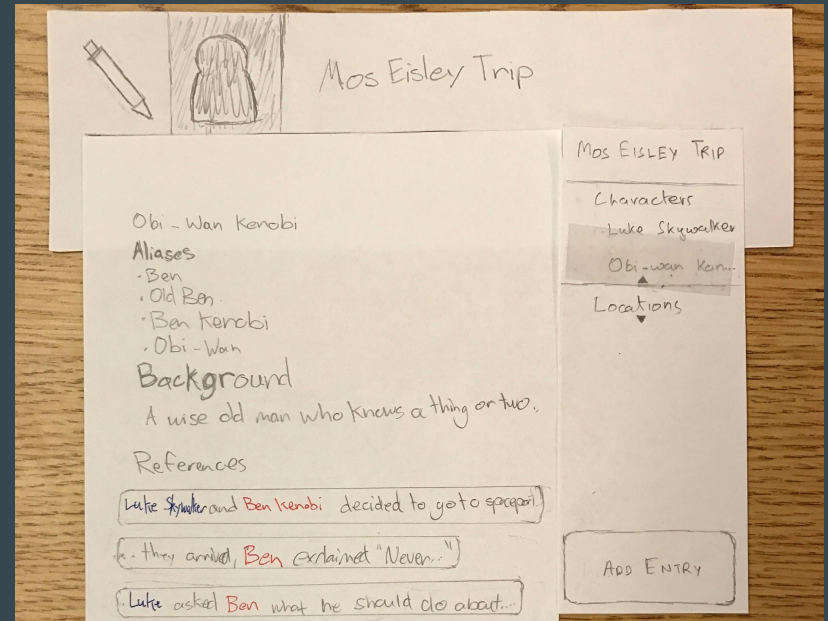 Mos Eisley Trip
Obi-Wan Kenobi
Aliases
· Ben
· Old Ben
· Ben Kenobi
· Obi-Wan
Background
A wise old man who knows a thing or two.
References
Luke Skywalker and Ben Kenobi decided to go to spaceport
... they arrived, Ben exclaimed "Never..."
Luke asked Ben what he should do about...
MOS EISLEY TRIP
Characters
Luke Skywalker
Obi-wan Ken...
Locations
ADD ENTRY